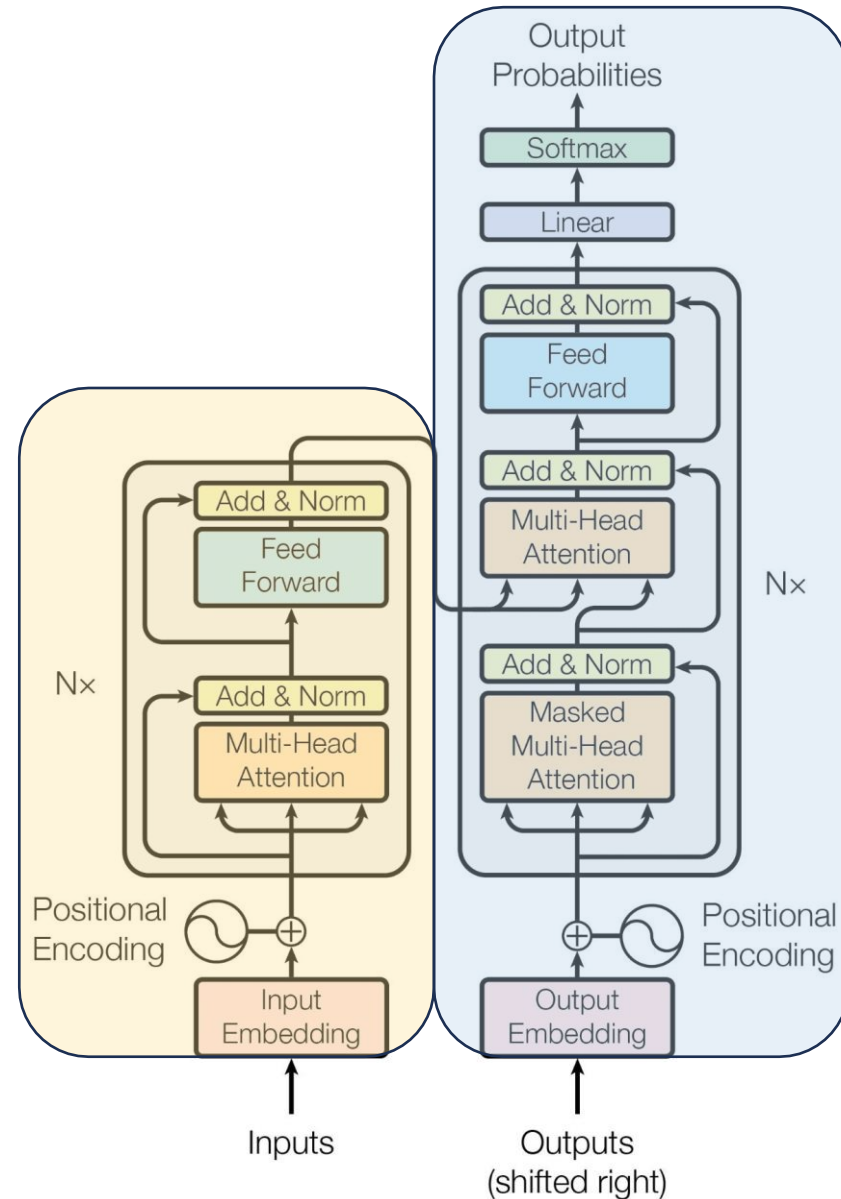 Output
Probabilities
Softmax
Linear
Add & Norm
Feed
Forward
Add & Norm
Multi-Head
Attention
Nx
Add & Norm
Masked
Multi-Head
Attention
Positional
Encoding
Output
Embedding
Outputs
(shifted right)
Add & Norm
Feed
Forward
Nx
Add & Norm
Multi-Head
Attention
Positional
Encoding
Input
Embedding
Inputs